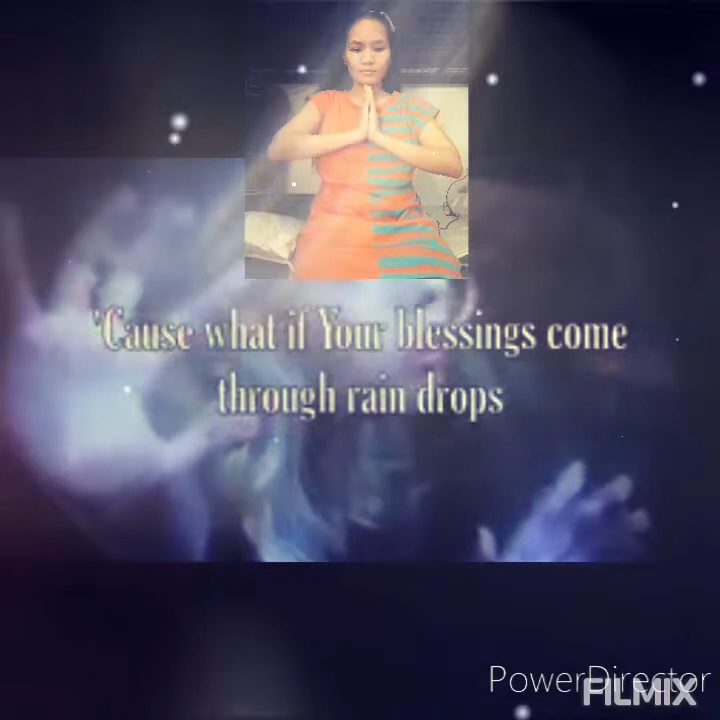 'Cause what if Your blessings come
through rain drops
PowerDirector
FILMIX